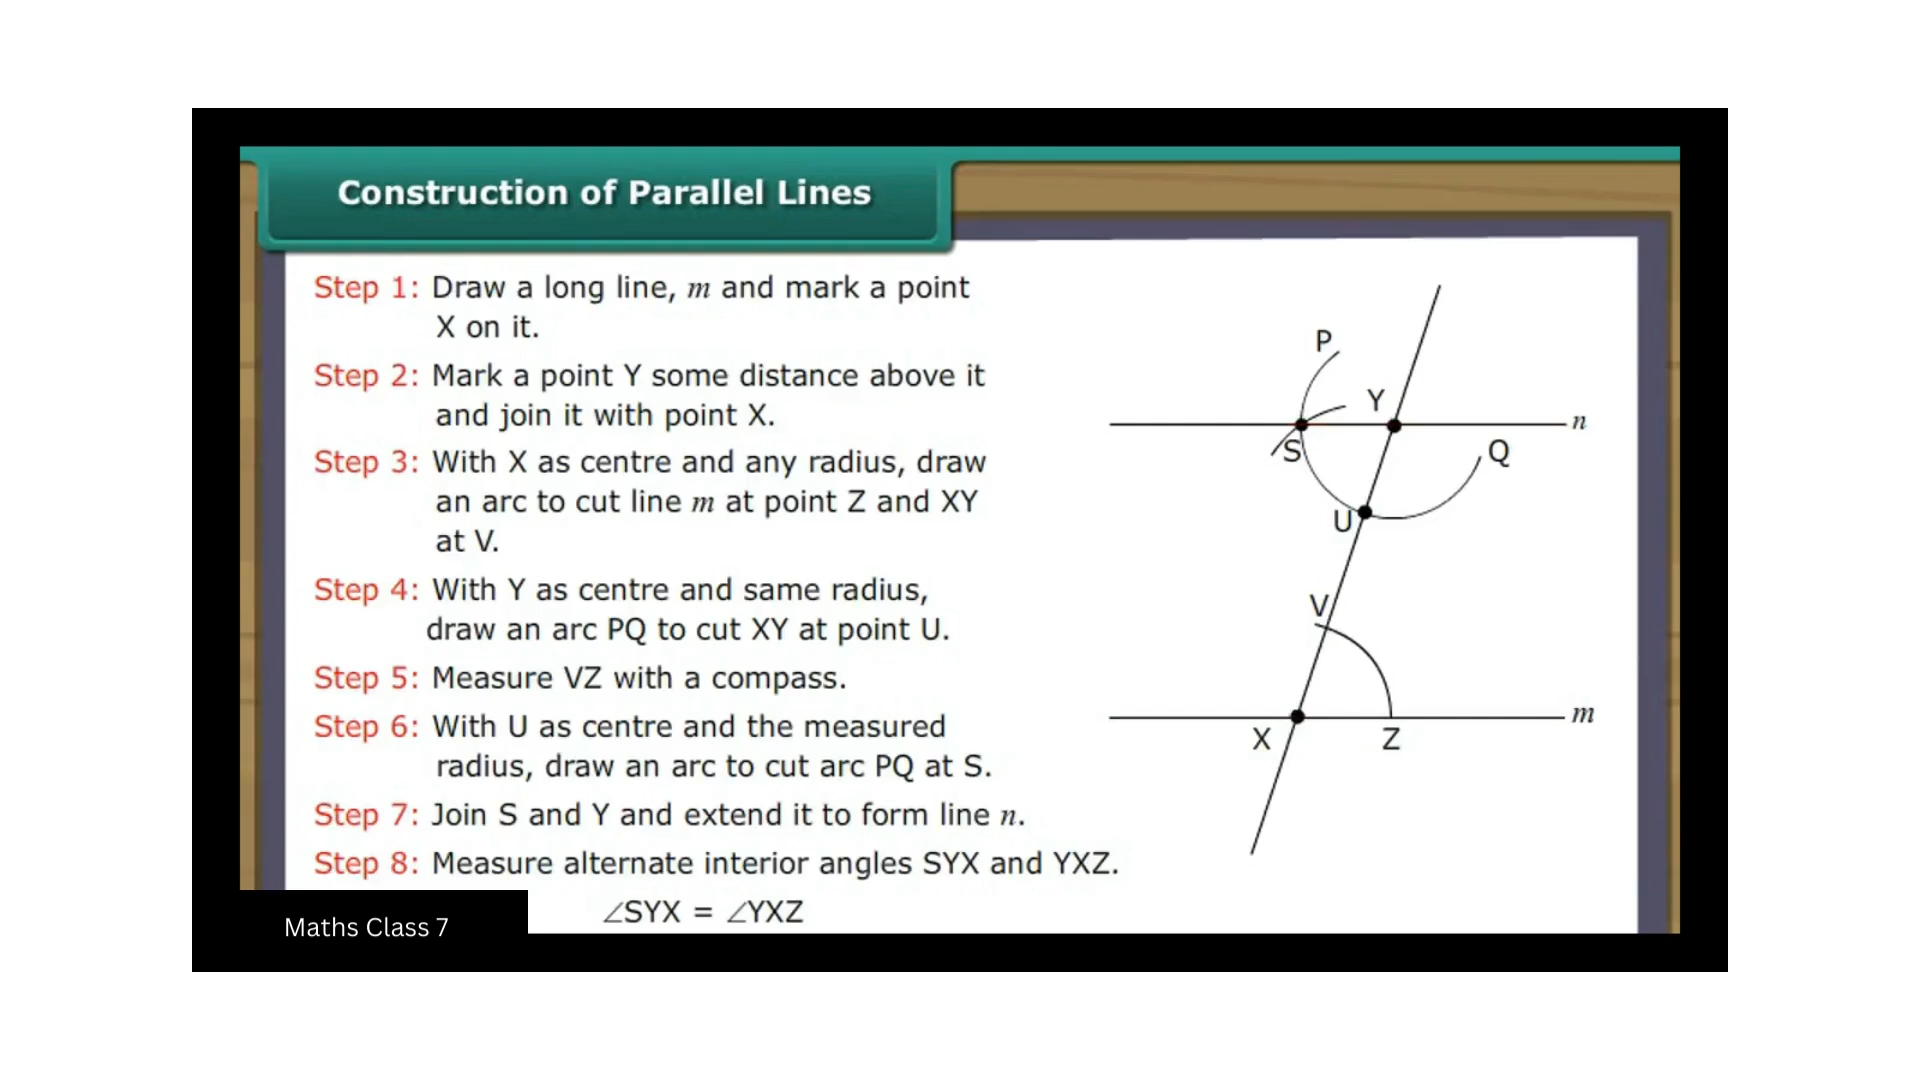 Construction of Parallel Lines
Step 1: Draw a long line, m and mark a point
X on it.
Step 2: Mark a point Y some distance above it
and join it with point X.
Step 3: With X as centre and any radius, draw
an arc to cut line m at point Z and XY
at V.
Step 4: With Y as centre and same radius,
draw an arc PQ to cut XY at point U.
Step 5: Measure VZ with a compass.
Step 6: With U as centre and the measured
radius, draw an arc to cut arc PQ at S.
Step 7: Join S and Y and extend it to form line n.
Step 8: Measure alternate interior angles SYX and YXZ.
∠SYX = ∠YXZ
P
Y
n
S
Q
U
V
m
X
Z
Maths Class 7